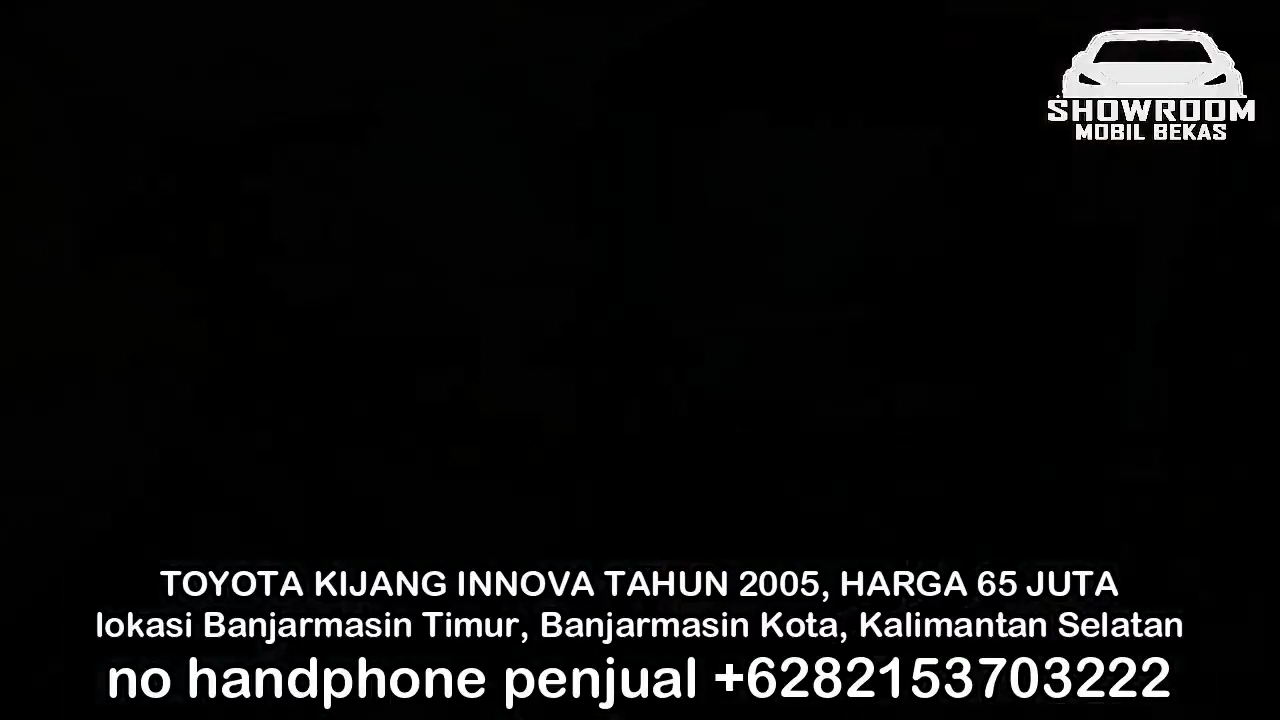 SHOWROOM
MOBIL BEKAS
TOYOTA KIJANG INNOVA TAHUN 2005, HARGA 65 JUTA
lokasi Banjarmasin Timur, Banjarmasin Kota, Kalimantan Selatan
no handphone penjual +6282153703222